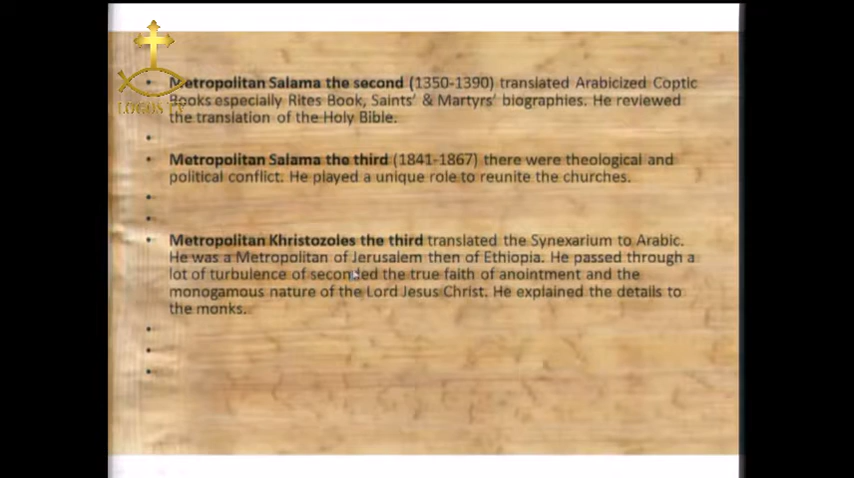 LOGOS TV
• Metropolitan Salama the second (1350-1390) translated Arabicized Coptic
Books especially Rites Book, Saints' & Martyrs' biographies. He reviewed
the translation of the Holy Bible.
•
• Metropolitan Salama the third (1841-1867) there were theological and
political conflict. He played a unique role to reunite the churches.
•
•
• Metropolitan Khristozoles the third translated the Synexarium to Arabic.
He was a Metropolitan of Jerusalem then of Ethiopia. He passed through a
lot of turbulence of seconded the true faith of anointment and the
monogamous nature of the Lord Jesus Christ. He explained the details to
the monks.
•
•
•